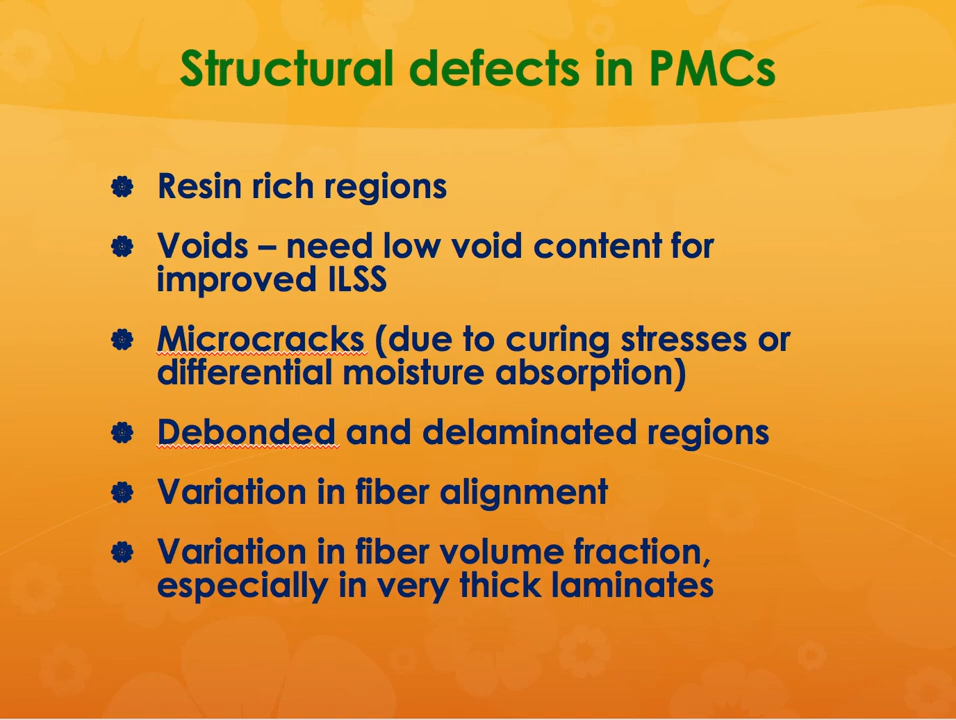 Structural defects in PMCs
Resin rich regions
Voids – need low void content for
improved ILSS
Microcracks (due to curing stresses or
differential moisture absorption)
Debonded and delaminated regions
Variation in fiber alignment
Variation in fiber volume fraction,
especially in very thick laminates